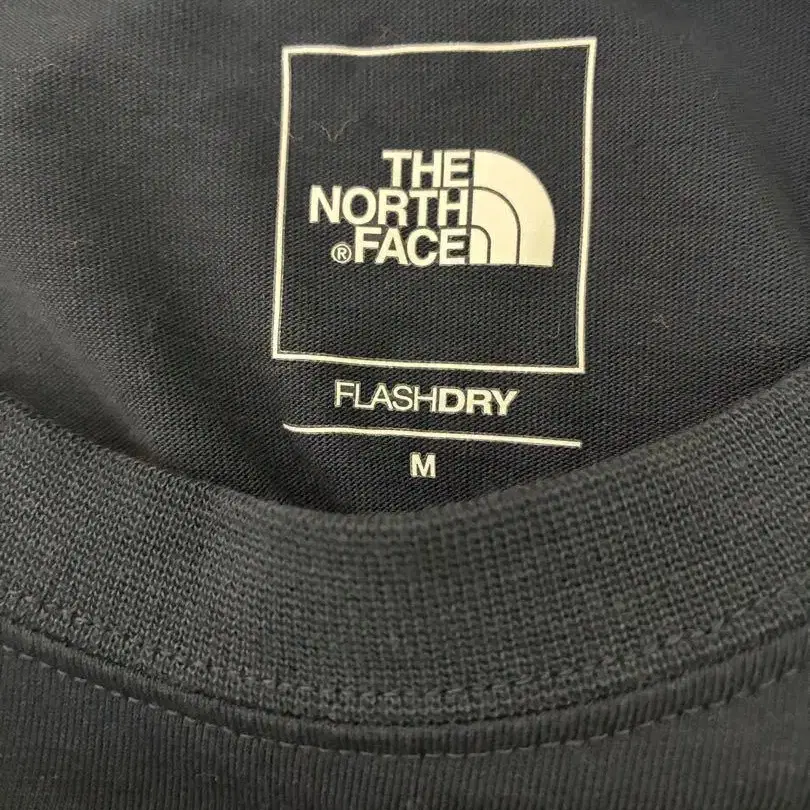 THE
NORTH
®FACE
FLASHDRY
M